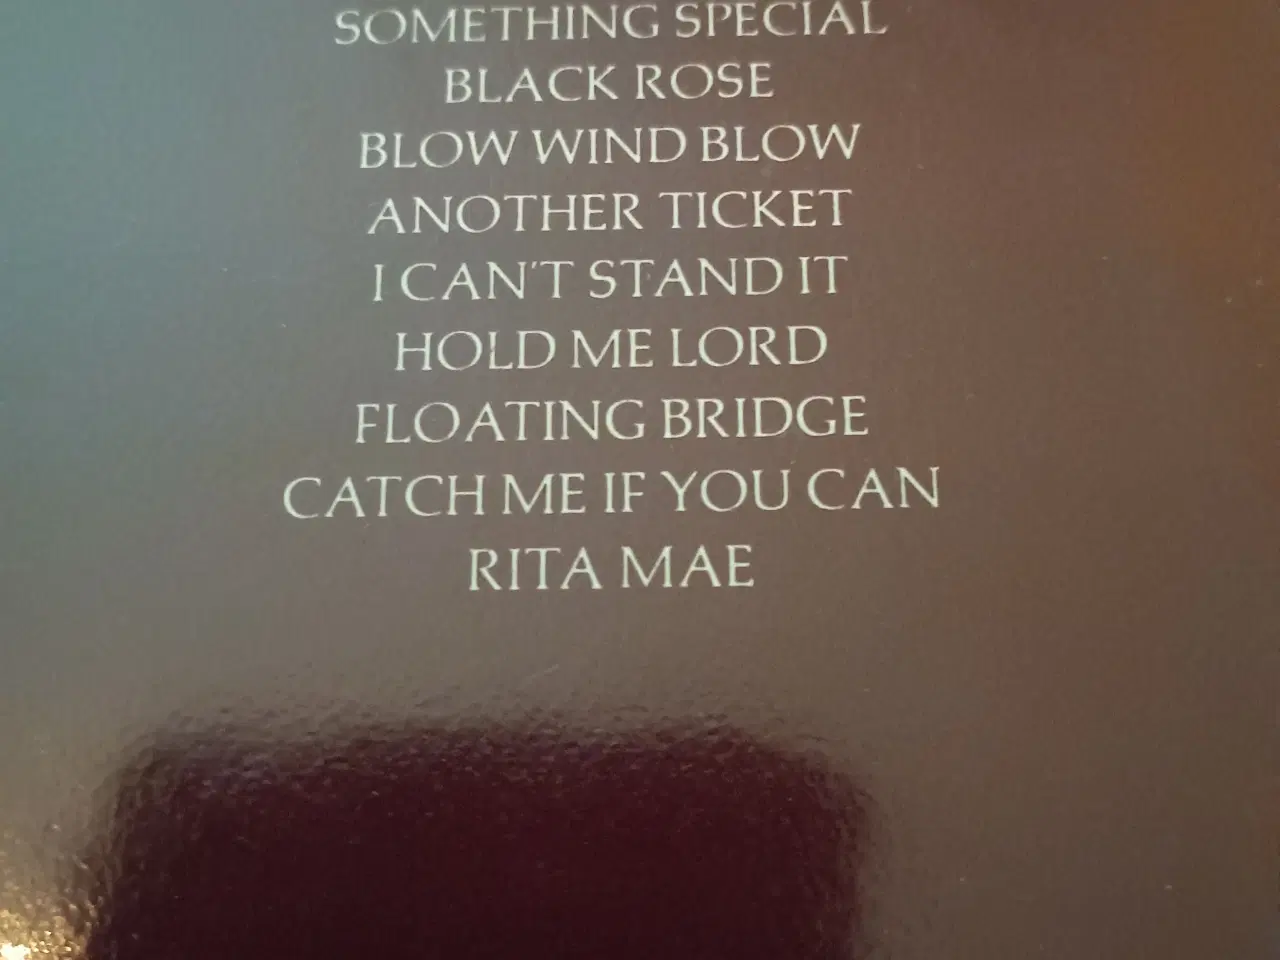 SOMETHING SPECIAL
BLACK ROSE
BLOW WIND BLOW
ANOTHER TICKET
I CAN'T STAND IT
HOLD ME LORD
FLOATING BRIDGE
CATCH ME IF YOU CAN
RITA MAE